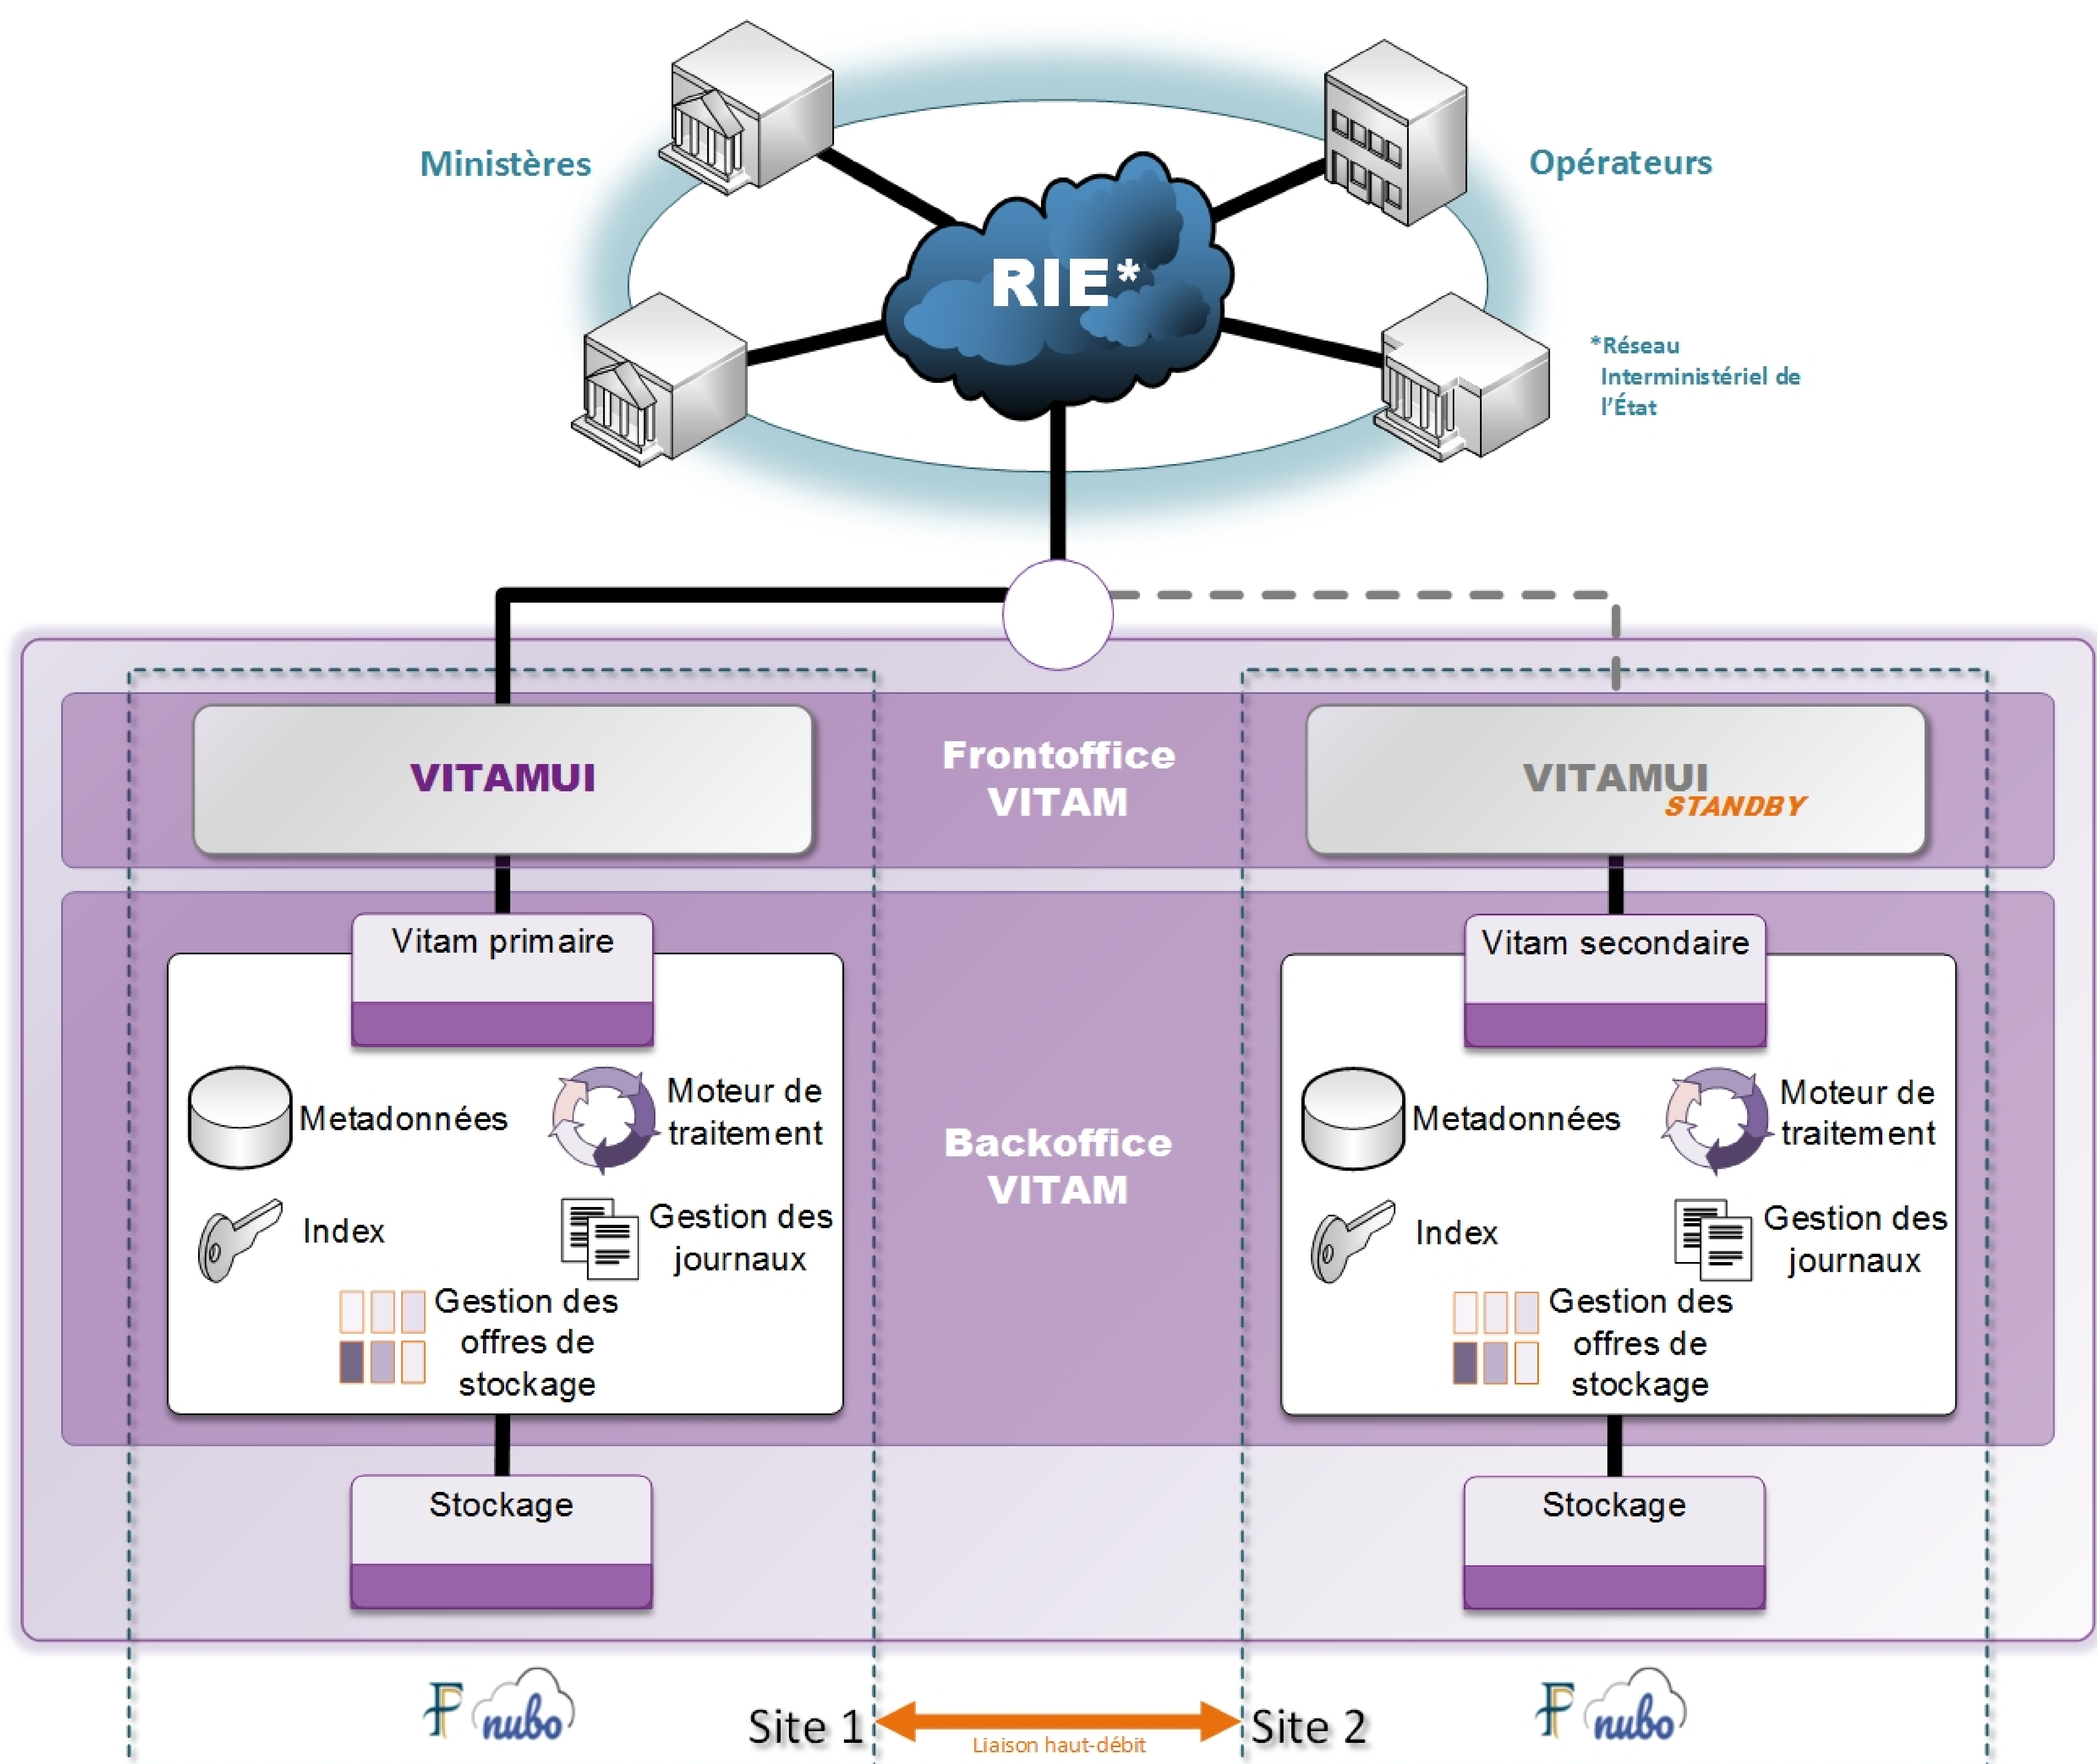 Ministères
Opérateurs
RIE*
*Réseau
Interministériel de
l'État
VITAMUI
Frontoffice
VITAM
VITAMUI
STANDBY
Vitam primaire
Metadonnées
Moteur de
traitement
Index
Gestion des
journaux
Gestion des
offres de
stockage
Backoffice
VITAM
Vitam secondaire
Metadonnées
Moteur de
traitement
Index
Gestion des
journaux
Gestion des
offres de
stockage
Stockage
Stockage
nubo
Site 1
Liaison haut-débit
Site 2
nubo